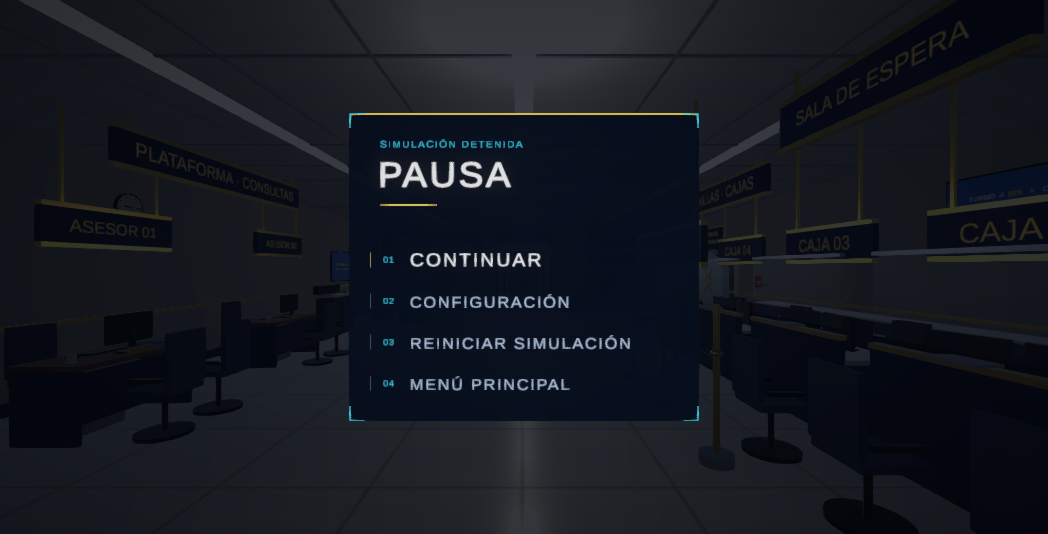 SALA DE ESPERA
PLATAFORMA · CONSULTAS
ASESOR 01
CAJAS
CAJA 04
CAJA 03
CAJA
SIMULACIÓN DETENIDA
PAUSA
01 CONTINUAR
02 CONFIGURACIÓN
03 REINICIAR SIMULACIÓN
04 MENÚ PRINCIPAL